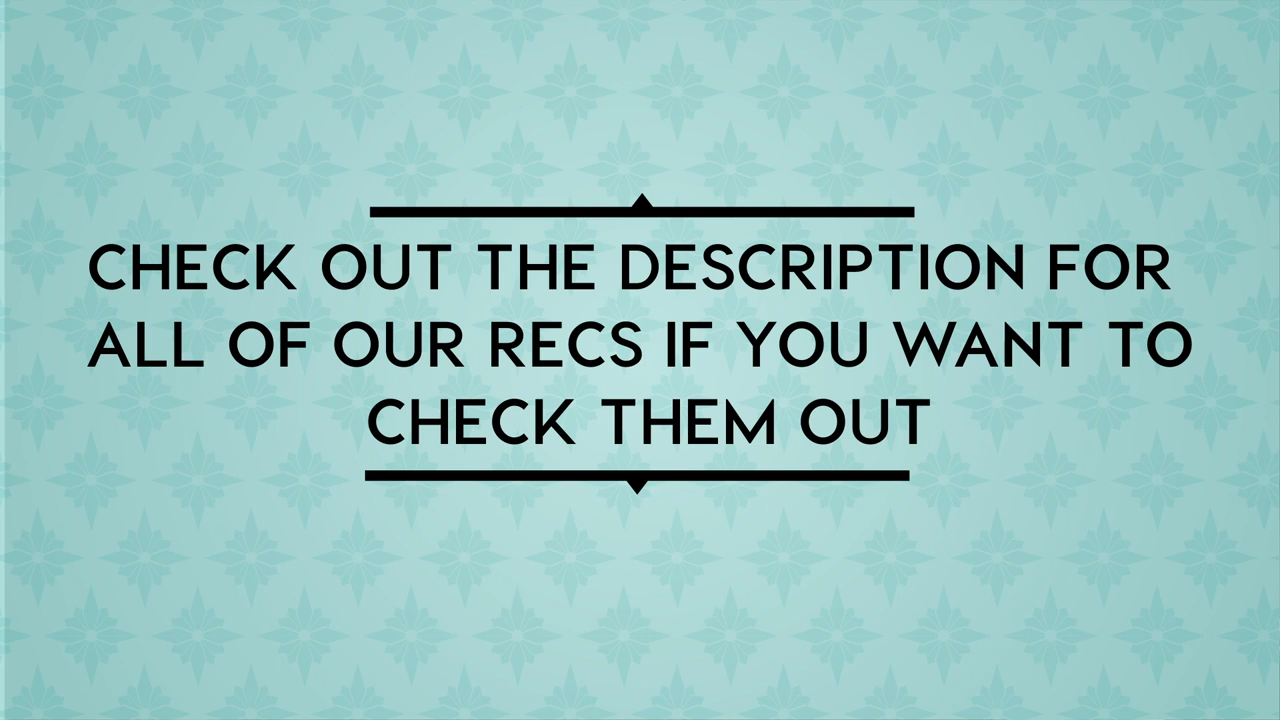 CHECK OUT THE DESCRIPTION FOR
ALL OF OUR RECS IF YOU WANT TO
CHECK THEM OUT